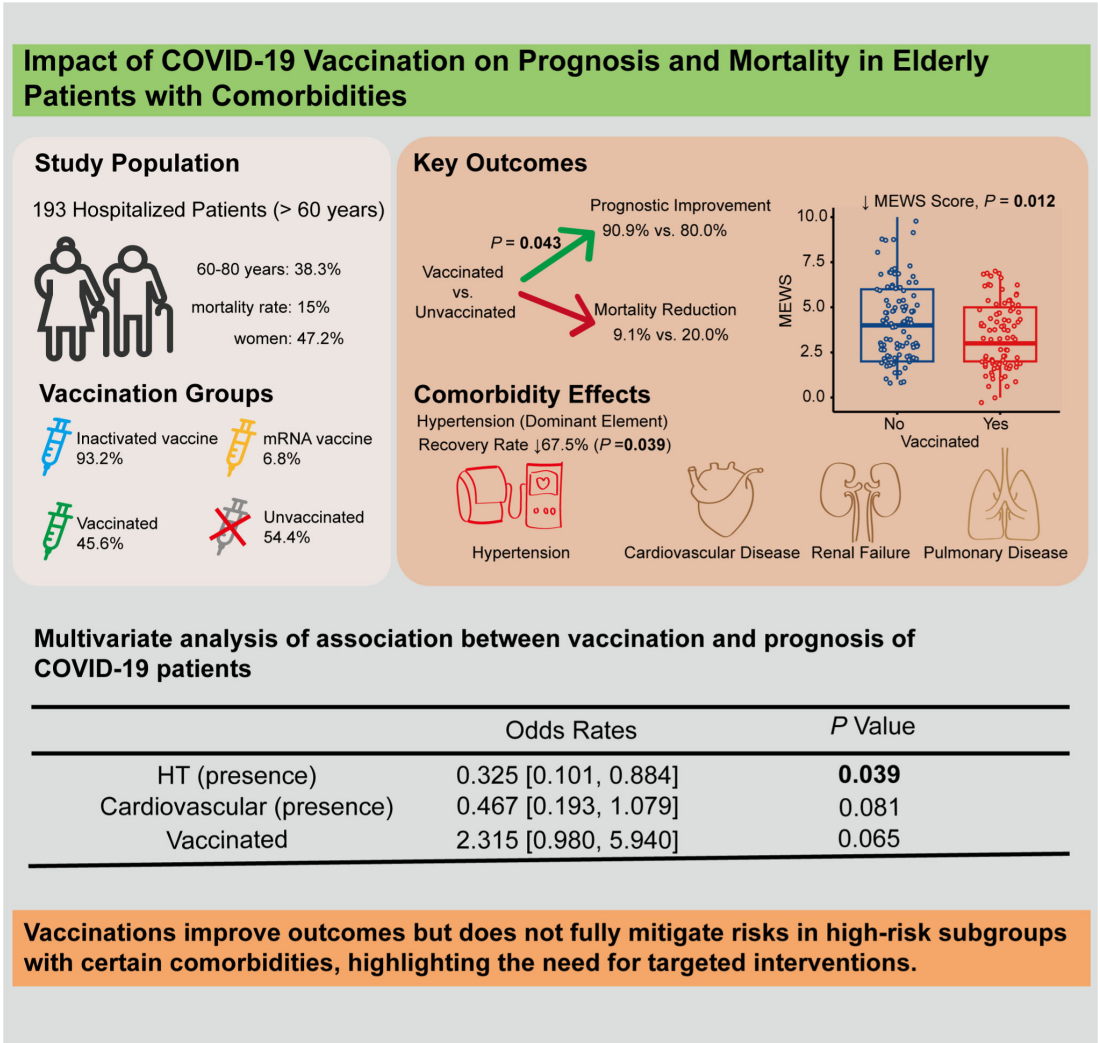 Impact of COVID-19 Vaccination on Prognosis and Mortality in Elderly
Patients with Comorbidities
Study Population
193 Hospitalized Patients (> 60 years)
60-80 years: 38.3%
mortality rate: 15%
women: 47.2%
Vaccination Groups
Inactivated vaccine
93.2%
mRNA vaccine
6.8%
Vaccinated
45.6%
Unvaccinated
54.4%
Key Outcomes
Vaccinated
vs.
Unvaccinated
P = 0.043
Prognostic Improvement
90.9% vs. 80.0%
Mortality Reduction
9.1% vs. 20.0%
↓ MEWS Score, P = 0.012
MEWS
10.0
7.5
5.0
2.5
0.0
No
Yes
Vaccinated
Comorbidity Effects
Hypertension (Dominant Element)
Recovery Rate ↓67.5% (P =0.039)
Hypertension
Cardiovascular Disease
Renal Failure
Pulmonary Disease
Multivariate analysis of association between vaccination and prognosis of
COVID-19 patients
Odds Rates P Value
HT (presence) 0.325 [0.101, 0.884] 0.039
Cardiovascular (presence) 0.467 [0.193, 1.079] 0.081
Vaccinated 2.315 [0.980, 5.940] 0.065
Vaccinations improve outcomes but does not fully mitigate risks in high-risk subgroups
with certain comorbidities, highlighting the need for targeted interventions.